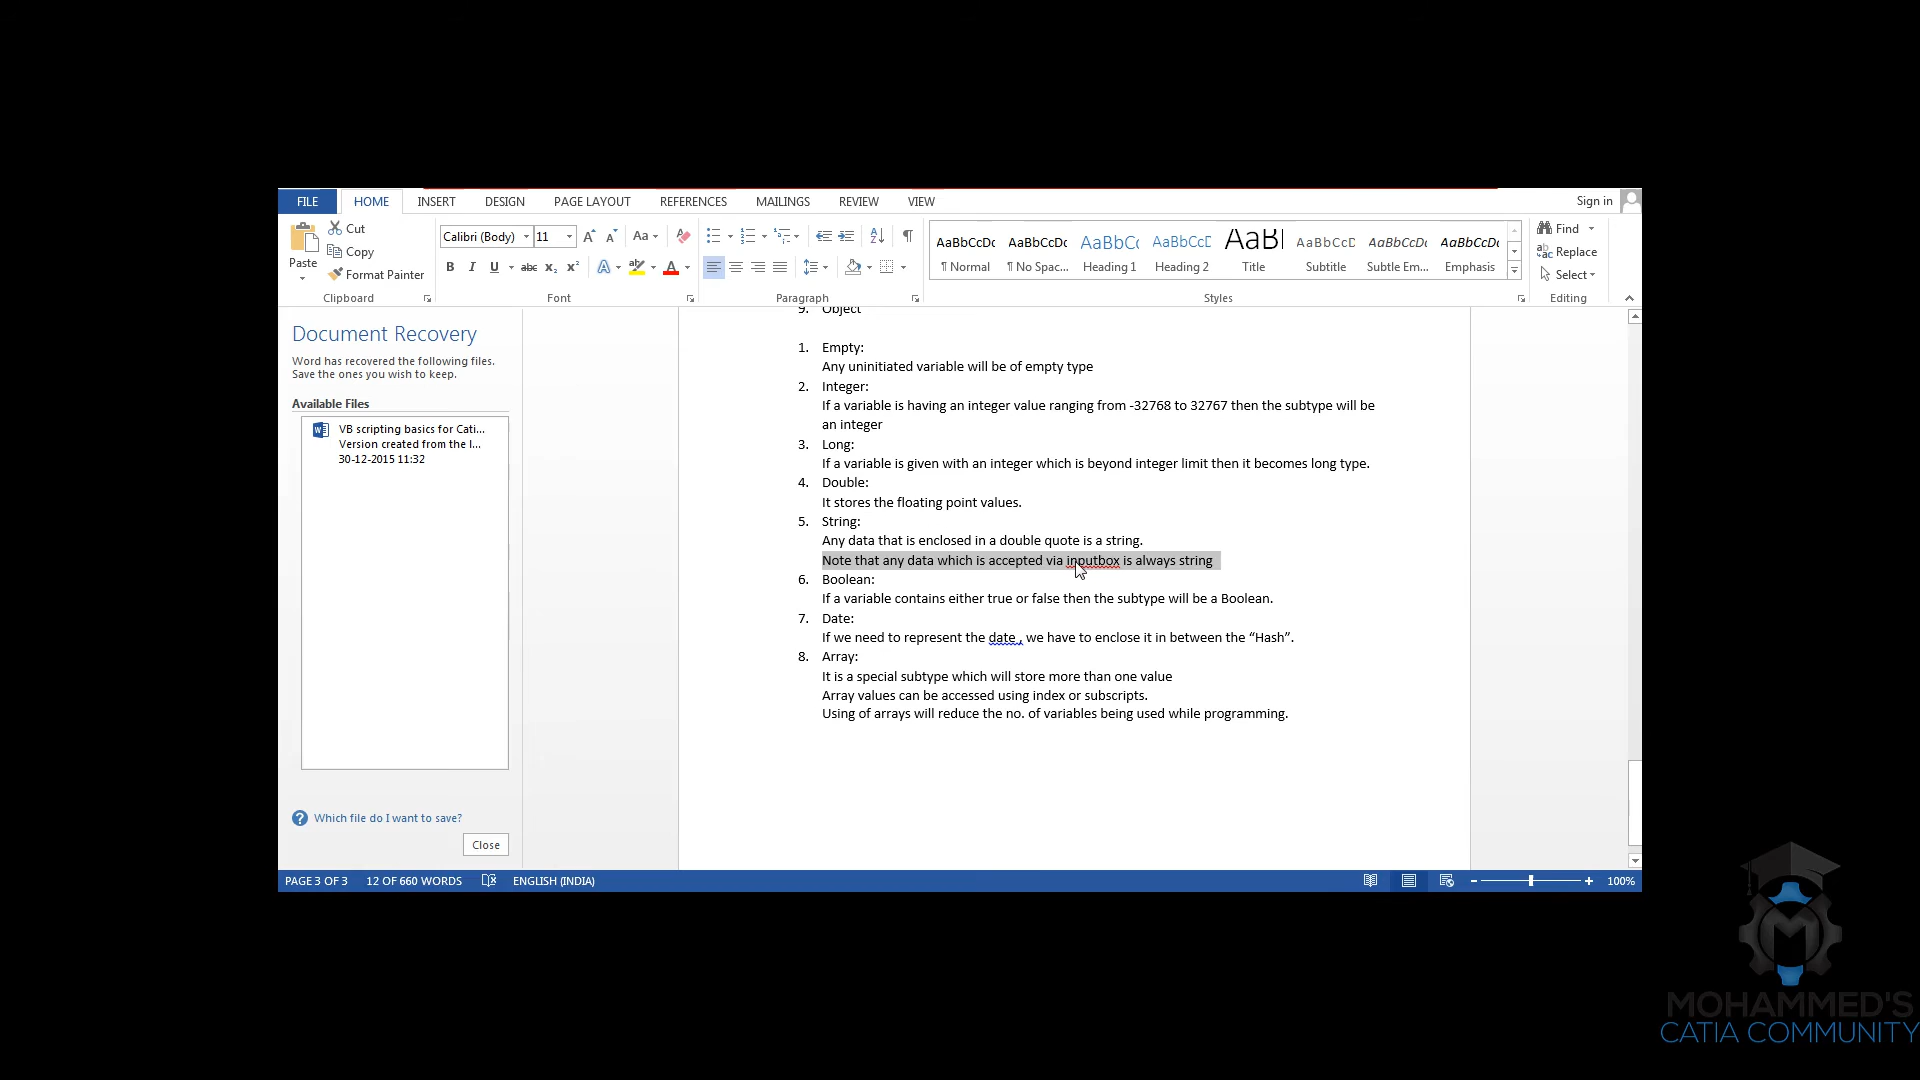 FILE HOME INSERT DESIGN PAGE LAYOUT REFERENCES MAILINGS REVIEW VIEW Sign in
Paste
Cut
Copy
Format Painter
Clipboard
Calibri (Body) 11
Font
Paragraph
AaBbCcDc AaBbCcDc AaBbCc AaBbCcD AaBl AaBbCcD AaBbCcDc AaBbCcDc
¶ Normal ¶ No Spac... Heading 1 Heading 2 Title Subtitle Subtle Em... Emphasis
Styles
Find
Replace
Select
Editing
Document Recovery
Word has recovered the following files.
Save the ones you wish to keep.
Available Files
VB scripting basics for Cati...
Version created from the l...
30-12-2015 11:32
Which file do I want to save?
Close
9. Object
1. Empty:
Any uninitiated variable will be of empty type
2. Integer:
If a variable is having an integer value ranging from -32768 to 32767 then the subtype will be
an integer
3. Long:
If a variable is given with an integer which is beyond integer limit then it becomes long type.
4. Double:
It stores the floating point values.
5. String:
Any data that is enclosed in a double quote is a string.
Note that any data which is accepted via inputbox is always string
6. Boolean:
If a variable contains either true or false then the subtype will be a Boolean.
7. Date:
If we need to represent the date , we have to enclose it in between the “Hash”.
8. Array:
It is a special subtype which will store more than one value
Array values can be accessed using index or subscripts.
Using of arrays will reduce the no. of variables being used while programming.
PAGE 3 OF 3 12 OF 660 WORDS ENGLISH (INDIA) 100%
MOHAMMED'S
CATIA COMMUNITY